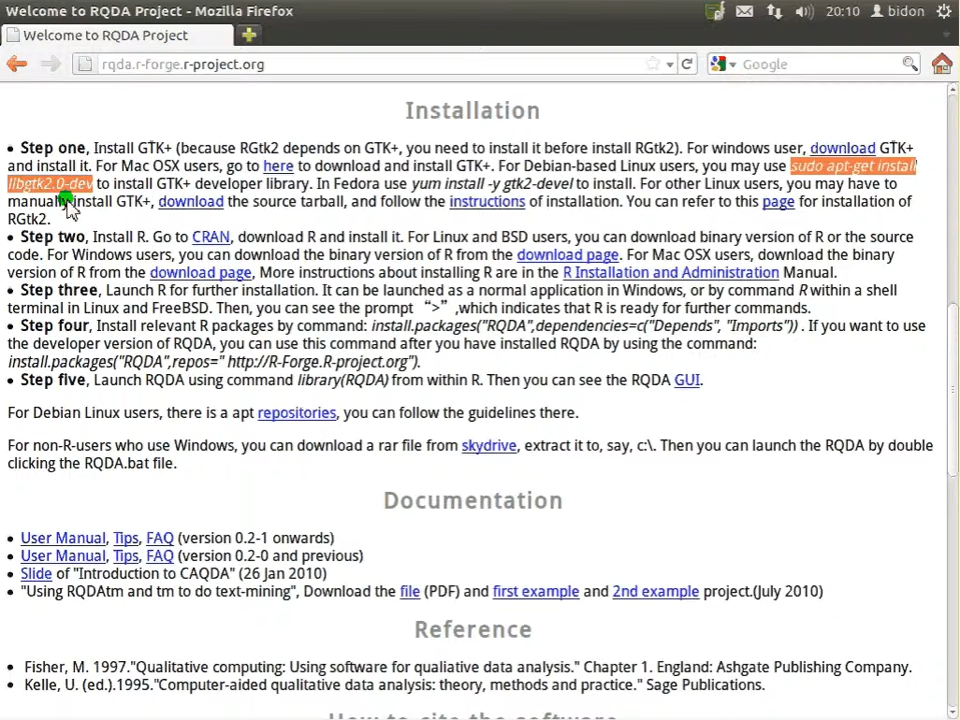 Welcome to RQDA Project - Mozilla Firefox
20:10
bidon
Welcome to RQDA Project
rqda.r-forge.r-project.org
Google
Installation
• Step one, Install GTK+ (because RGtk2 depends on GTK+, you need to install it before install RGtk2). For windows user, download GTK+
and install it. For Mac OSX users, go to here to download and install GTK+. For Debian-based Linux users, you may use sudo apt-get install
libgtk2.0-dev to install GTK+ developer library. In Fedora use yum install -y gtk2-devel to install. For other Linux users, you may have to
manually install GTK+, download the source tarball, and follow the instructions of installation. You can refer to this page for installation of
RGtk2.
• Step two, Install R. Go to CRAN, download R and install it. For Linux and BSD users, you can download binary version of R or the source
code. For Windows users, you can download the binary version of R from the download page. For Mac OSX users, download the binary
version of R from the download page, More instructions about installing R are in the R Installation and Administration Manual.
• Step three, Launch R for further installation. It can be launched as a normal application in Windows, or by command R within a shell
terminal in Linux and FreeBSD. Then, you can see the prompt “>”,which indicates that R is ready for further commands.
• Step four, Install relevant R packages by command: install.packages("RQDA",dependencies=c("Depends", "Imports")) . If you want to use
the developer version of RQDA, you can use this command after you have installed RQDA by using the command:
install.packages("RQDA",repos=" http://R-Forge.R-project.org").
• Step five, Launch RQDA using command library(RQDA) from within R. Then you can see the RQDA GUI.
For Debian Linux users, there is a apt repositories, you can follow the guidelines there.
For non-R-users who use Windows, you can download a rar file from skydrive, extract it to, say, c:\. Then you can launch the RQDA by double
clicking the RQDA.bat file.
Documentation
• User Manual, Tips, FAQ (version 0.2-1 onwards)
• User Manual, Tips, FAQ (version 0.2-0 and previous)
• Slide of "Introduction to CAQDA" (26 Jan 2010)
• "Using RQDAtm and tm to do text-mining", Download the file (PDF) and first example and 2nd example project.(July 2010)
Reference
• Fisher, M. 1997."Qualitative computing: Using software for qualiative data analysis." Chapter 1. England: Ashgate Publishing Company.
• Kelle, U. (ed.).1995."Computer-aided qualitative data analysis: theory, methods and practice." Sage Publications.
How to cite the software